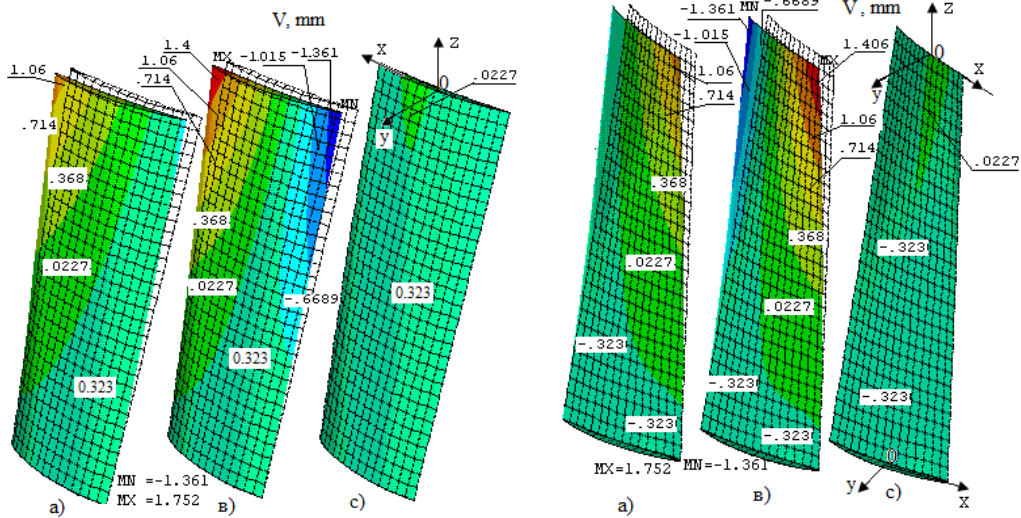 V, mm
1.4
1.06
.714
MX
-1.015
-1.361
MN
x
z
0
.0227
y
1.06
.714
.368
.0227
0.323
.368
.0227
-.6689
0.323
0.323
MN =-1.361
MX =1.752
a)
в)
c)
V, mm
-1.361
MN
-.6689
-1.015
MX
1.406
1.06
.714
1.06
.714
z
0
x
y
.0227
.368
.0227
-.323
-.323
.368
.0227
-.323
-.323
-.323
-.323
MX=1.752
MN=-1.361
0
y
x
a)
в)
c)